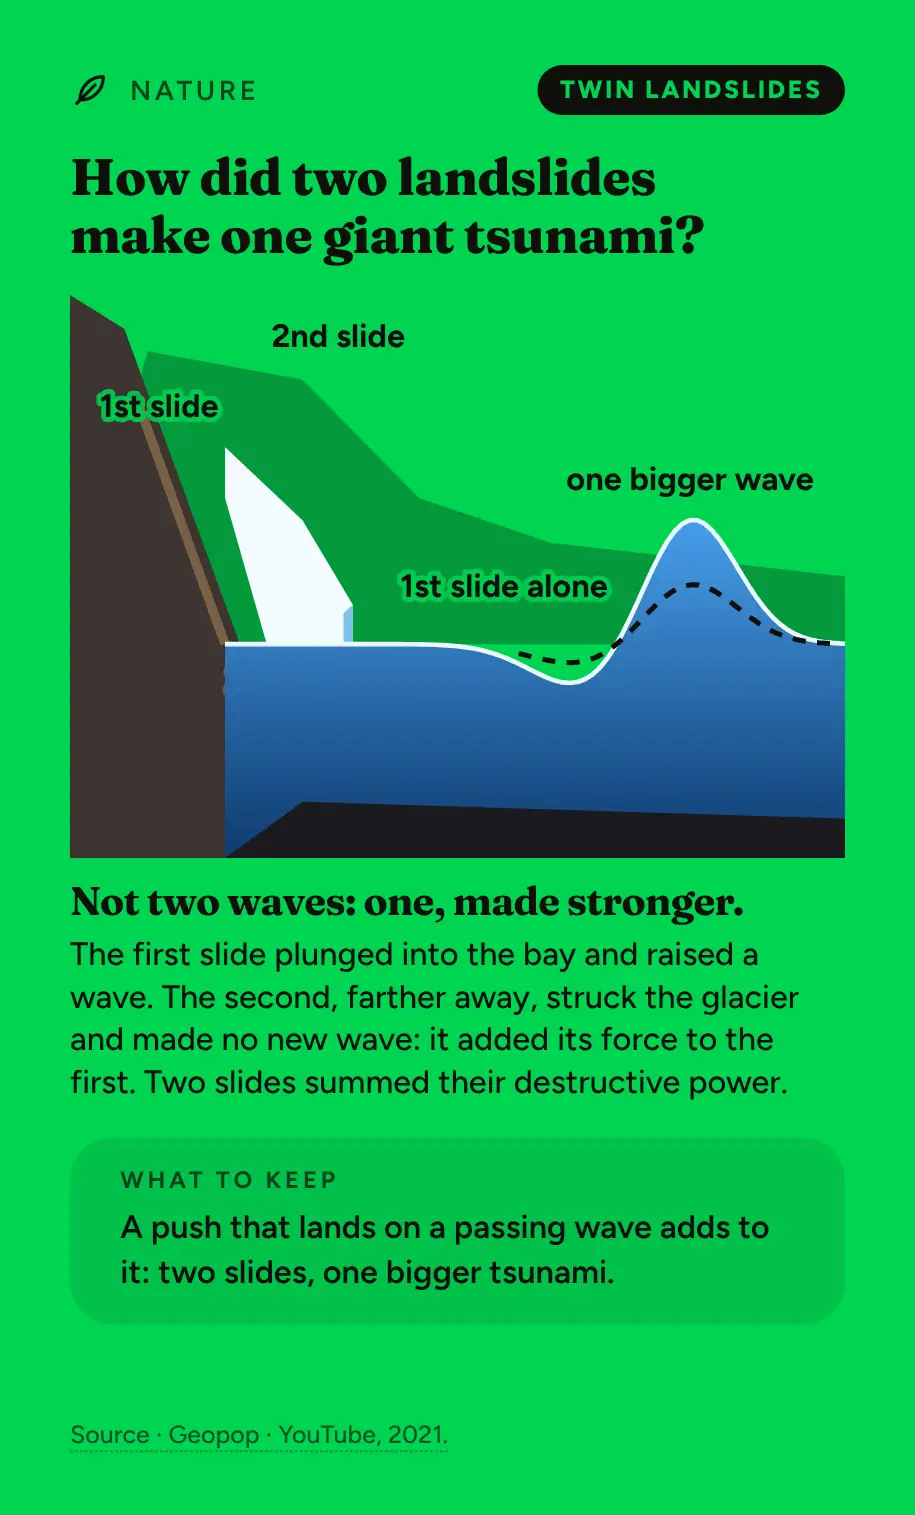 NATURE
TWIN LANDSLIDES
How did two landslides
make one giant tsunami?
2nd slide
1st slide
one bigger wave
1st slide alone
Not two waves: one, made stronger.
The first slide plunged into the bay and raised a
wave. The second, farther away, struck the glacier
and made no new wave: it added its force to the
first. Two slides summed their destructive power.
WHAT TO KEEP
A push that lands on a passing wave adds to
it: two slides, one bigger tsunami.
Source · Geopop · YouTube, 2021.